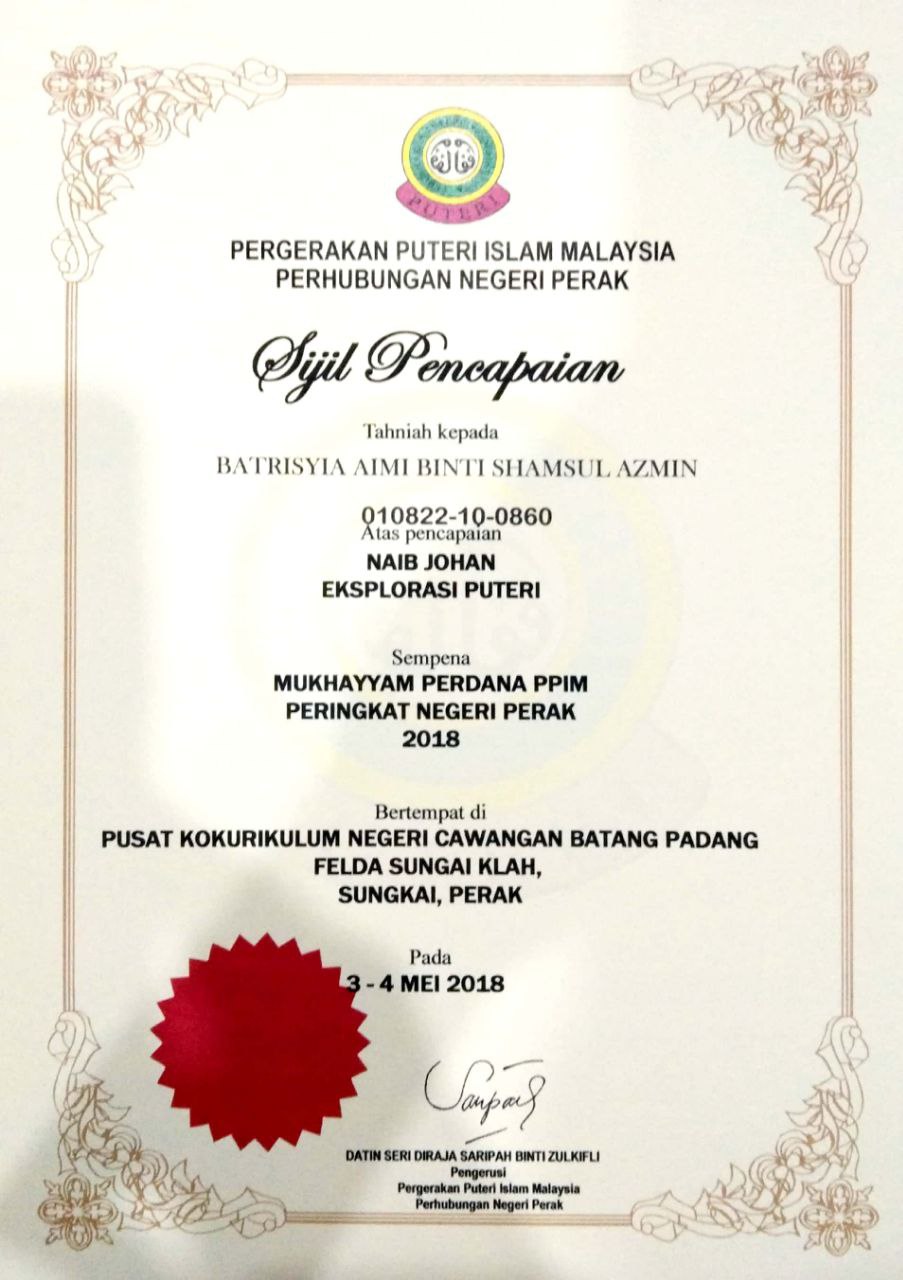 PUTERI
PERGERAKAN PUTERI ISLAM MALAYSIA
PERHUBUNGAN NEGERI PERAK
Sijil Pencapaian
Tahniah kepada
BATRISYIA AIMI BINTI SHAMSUL AZMIN
010822-10-0860
Atas pencapaian
NAIB JOHAN
EKSPLORASI PUTERI
Sempena
MUKHAYYAM PERDANA PPIM
PERINGKAT NEGERI PERAK
2018
Bertempat di
PUSAT KOKURIKULUM NEGERI CAWANGAN BATANG PADANG
FELDA SUNGAI KLAH,
SUNGKAI, PERAK
Pada
3 - 4 MEI 2018
DATIN SERI DIRAJA SARIPAH BINTI ZULKIFLI
Pengerusi
Pergerakan Puteri Islam Malaysia
Perhubungan Negeri Perak